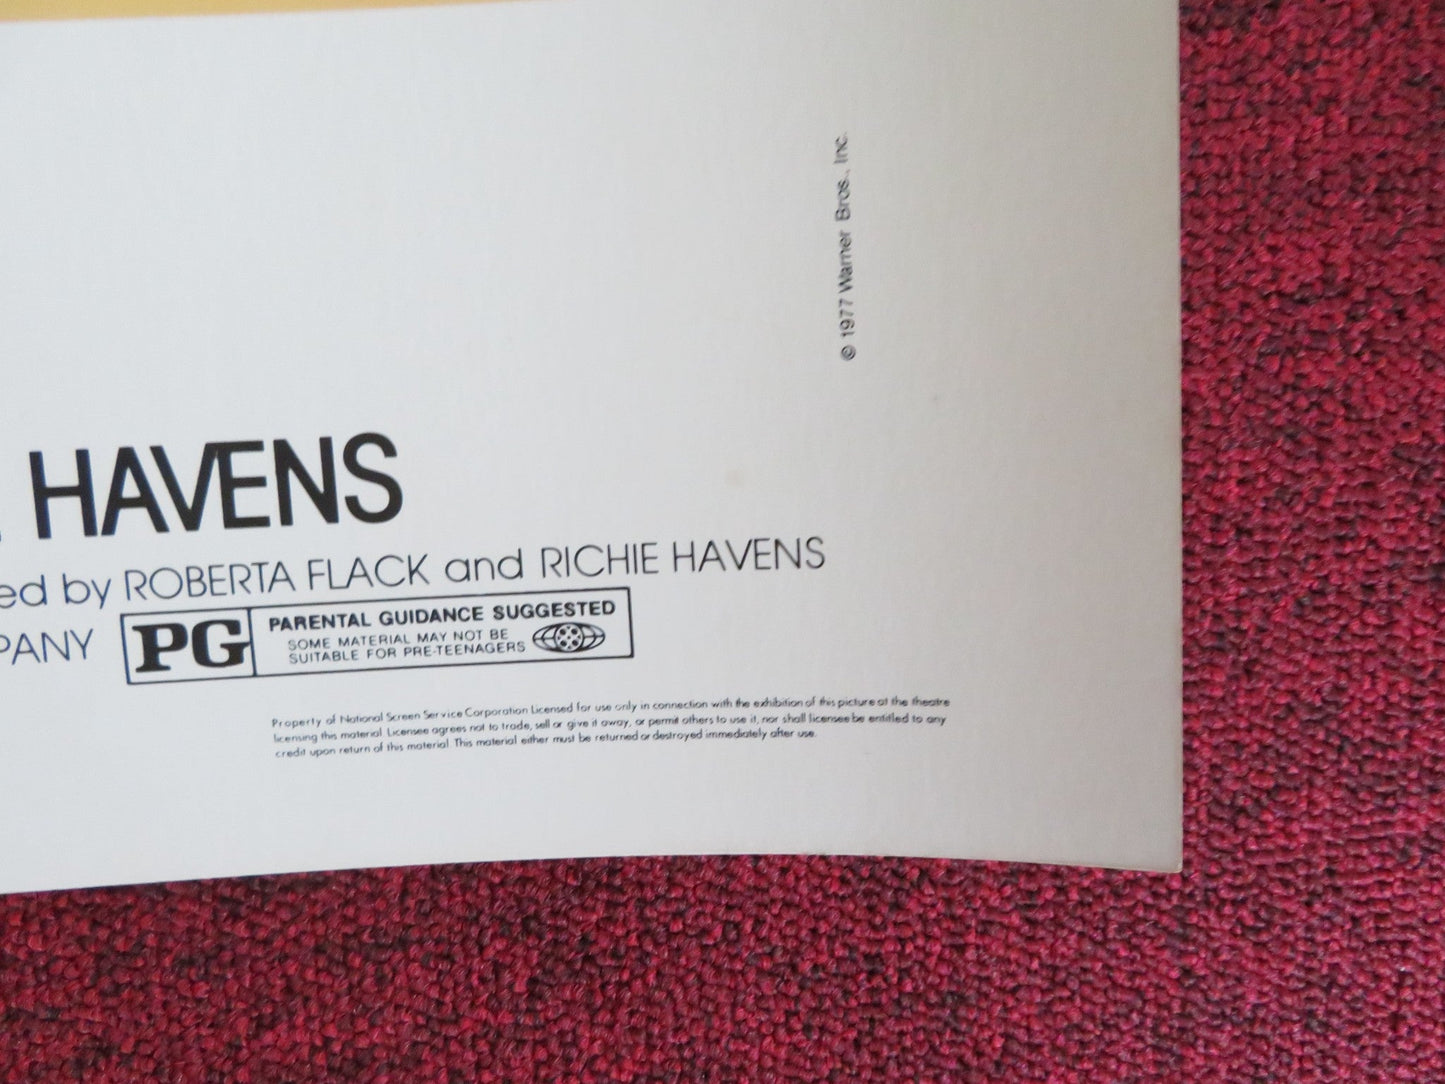 © 1977 Warner Bros., Inc.
HAVENS
ed by ROBERTA FLACK and RICHIE HAVENS
PANY
PG
PARENTAL GUIDANCE SUGGESTED
SOME MATERIAL MAY NOT BE
SUITABLE FOR PRE-TEENAGERS
Property of National Screen Service Corporation Licensed for use only in connection with the exhibition of this picture at the theatre
licensing this material. Licensee agrees not to trade, sell or give it away, or permit others to use it, nor shall licensee be entitled to any
credit upon return of this material. This material either must be returned or destroyed immediately after use.